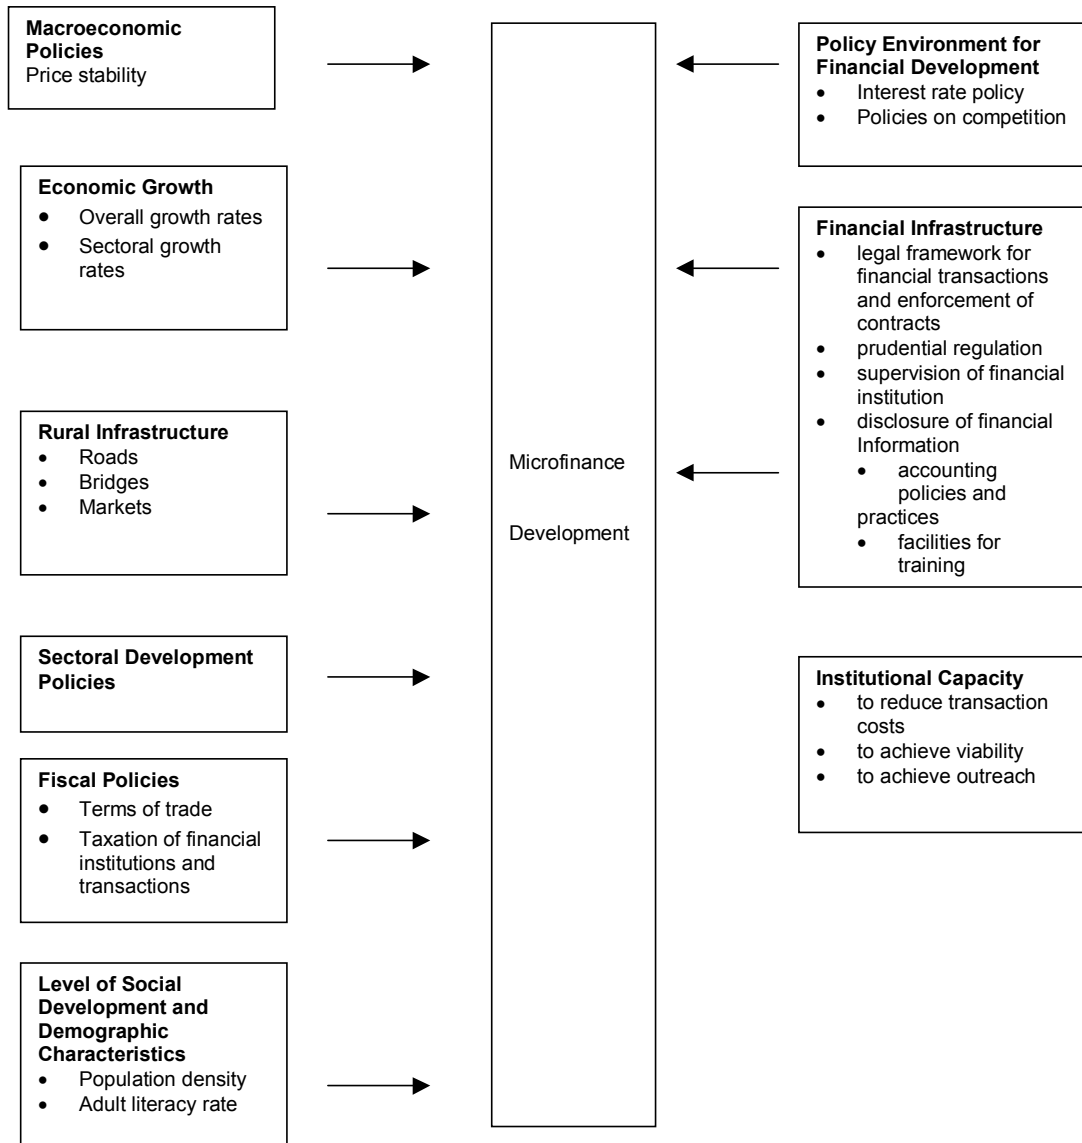 Macroeconomic
Policies
Price stability
Economic Growth
• Overall growth rates
• Sectoral growth
rates
Rural Infrastructure
• Roads
• Bridges
• Markets
Sectoral Development
Policies
Fiscal Policies
• Terms of trade
• Taxation of financial
institutions and
transactions
Level of Social
Development and
Demographic
Characteristics
• Population density
• Adult literacy rate
Microfinance
Development
Policy Environment for
Financial Development
• Interest rate policy
• Policies on competition
Financial Infrastructure
• legal framework for
financial transactions
and enforcement of
contracts
• prudential regulation
• supervision of financial
institution
• disclosure of financial
Information
• accounting
policies and
practices
• facilities for
training
Institutional Capacity
• to reduce transaction
costs
• to achieve viability
• to achieve outreach